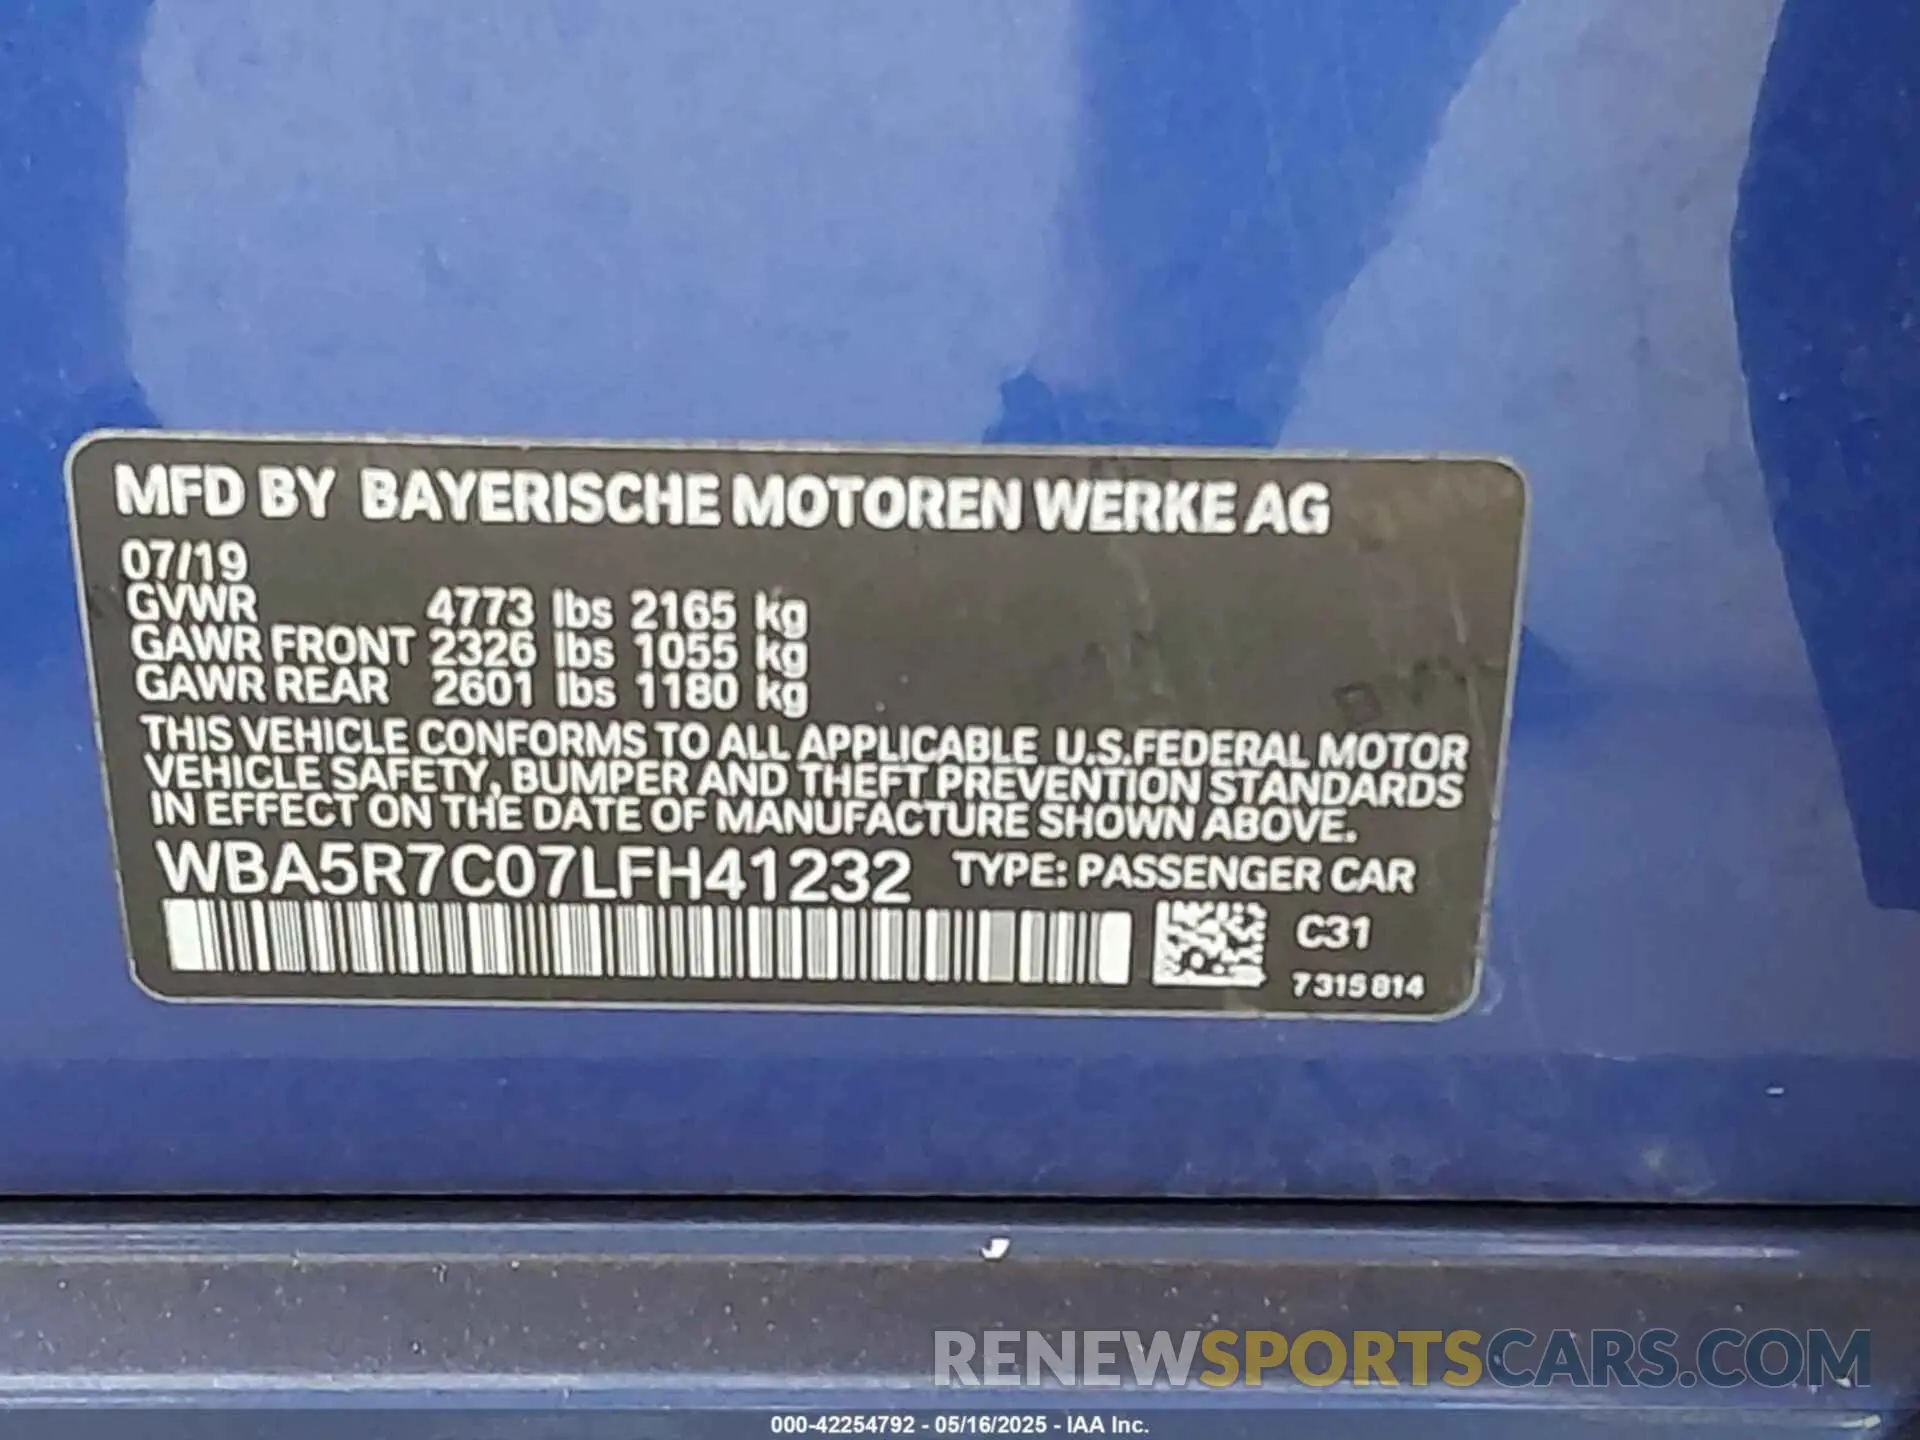 MFD BY BAYERISCHE MOTOREN WERKE AG
07/19
GVWR 4773 lbs 2165 kg
GAWR FRONT 2326 lbs 1055 kg
GAWR REAR 2601 lbs 1180 kg
THIS VEHICLE CONFORMS TO ALL APPLICABLE U.S.FEDERAL MOTOR
VEHICLE SAFETY, BUMPER AND THEFT PREVENTION STANDARDS
IN EFFECT ON THE DATE OF MANUFACTURE SHOWN ABOVE.
WBA5R7C07LFH41232 TYPE: PASSENGER CAR
C31
7 315 814
RENEWSPORTSCARS.COM
000-42254792 - 05/16/2025 - IAA Inc.